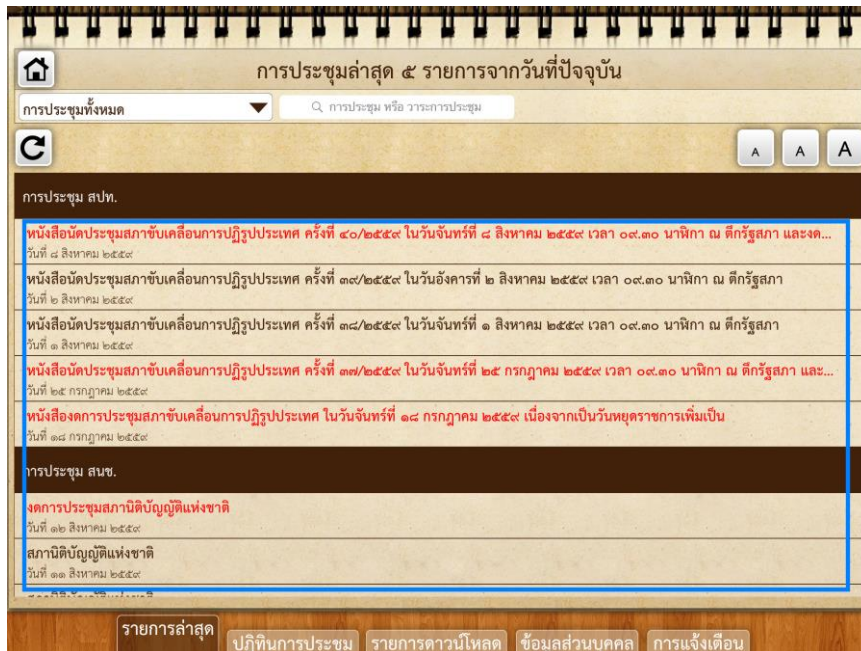 การประชุมล่าสุด ๕ รายการจากวันที่ปัจจุบัน
การประชุมทั้งหมด
การประชุม หรือ วาระการประชุม
A A A
การประชุม สปท.
หนังสือนัดประชุมสภาขับเคลื่อนการปฏิรูปประเทศ ครั้งที่ ๔๐/๒๕๕๙ ในวันจันทร์ที่ ๘ สิงหาคม ๒๕๕๙ เวลา ๐๙.๓๐ นาฬิกา ณ ตึกรัฐสภา และงด...
วันที่ ๘ สิงหาคม ๒๕๕๙
หนังสือนัดประชุมสภาขับเคลื่อนการปฏิรูปประเทศ ครั้งที่ ๓๙/๒๕๕๙ ในวันอังคารที่ ๒ สิงหาคม ๒๕๕๙ เวลา ๐๙.๓๐ นาฬิกา ณ ตึกรัฐสภา
วันที่ ๒ สิงหาคม ๒๕๕๙
หนังสือนัดประชุมสภาขับเคลื่อนการปฏิรูปประเทศ ครั้งที่ ๓๘/๒๕๕๙ ในวันจันทร์ที่ ๑ สิงหาคม ๒๕๕๙ เวลา ๐๙.๓๐ นาฬิกา ณ ตึกรัฐสภา
วันที่ ๑ สิงหาคม ๒๕๕๙
หนังสือนัดประชุมสภาขับเคลื่อนการปฏิรูปประเทศ ครั้งที่ ๓๗/๒๕๕๙ ในวันจันทร์ที่ ๒๕ กรกฎาคม ๒๕๕๙ เวลา ๐๙.๓๐ นาฬิกา ณ ตึกรัฐสภา และ...
วันที่ ๒๕ กรกฎาคม ๒๕๕๙
หนังสืองดการประชุมสภาขับเคลื่อนการปฏิรูปประเทศ ในวันจันทร์ที่ ๑๘ กรกฎาคม ๒๕๕๙ เนื่องจากเป็นวันหยุดราชการเพิ่มเป็น
วันที่ ๑๘ กรกฎาคม ๒๕๕๙
การประชุม สนช.
งดการประชุมสภานิติบัญญัติแห่งชาติ
วันที่ ๑๒ สิงหาคม ๒๕๕๙
สภานิติบัญญัติแห่งชาติ
วันที่ ๑๑ สิงหาคม ๒๕๕๙
รายการล่าสุด ปฏิทินการประชุม รายการดาวน์โหลด ข้อมูลส่วนบุคคล การแจ้งเตือน